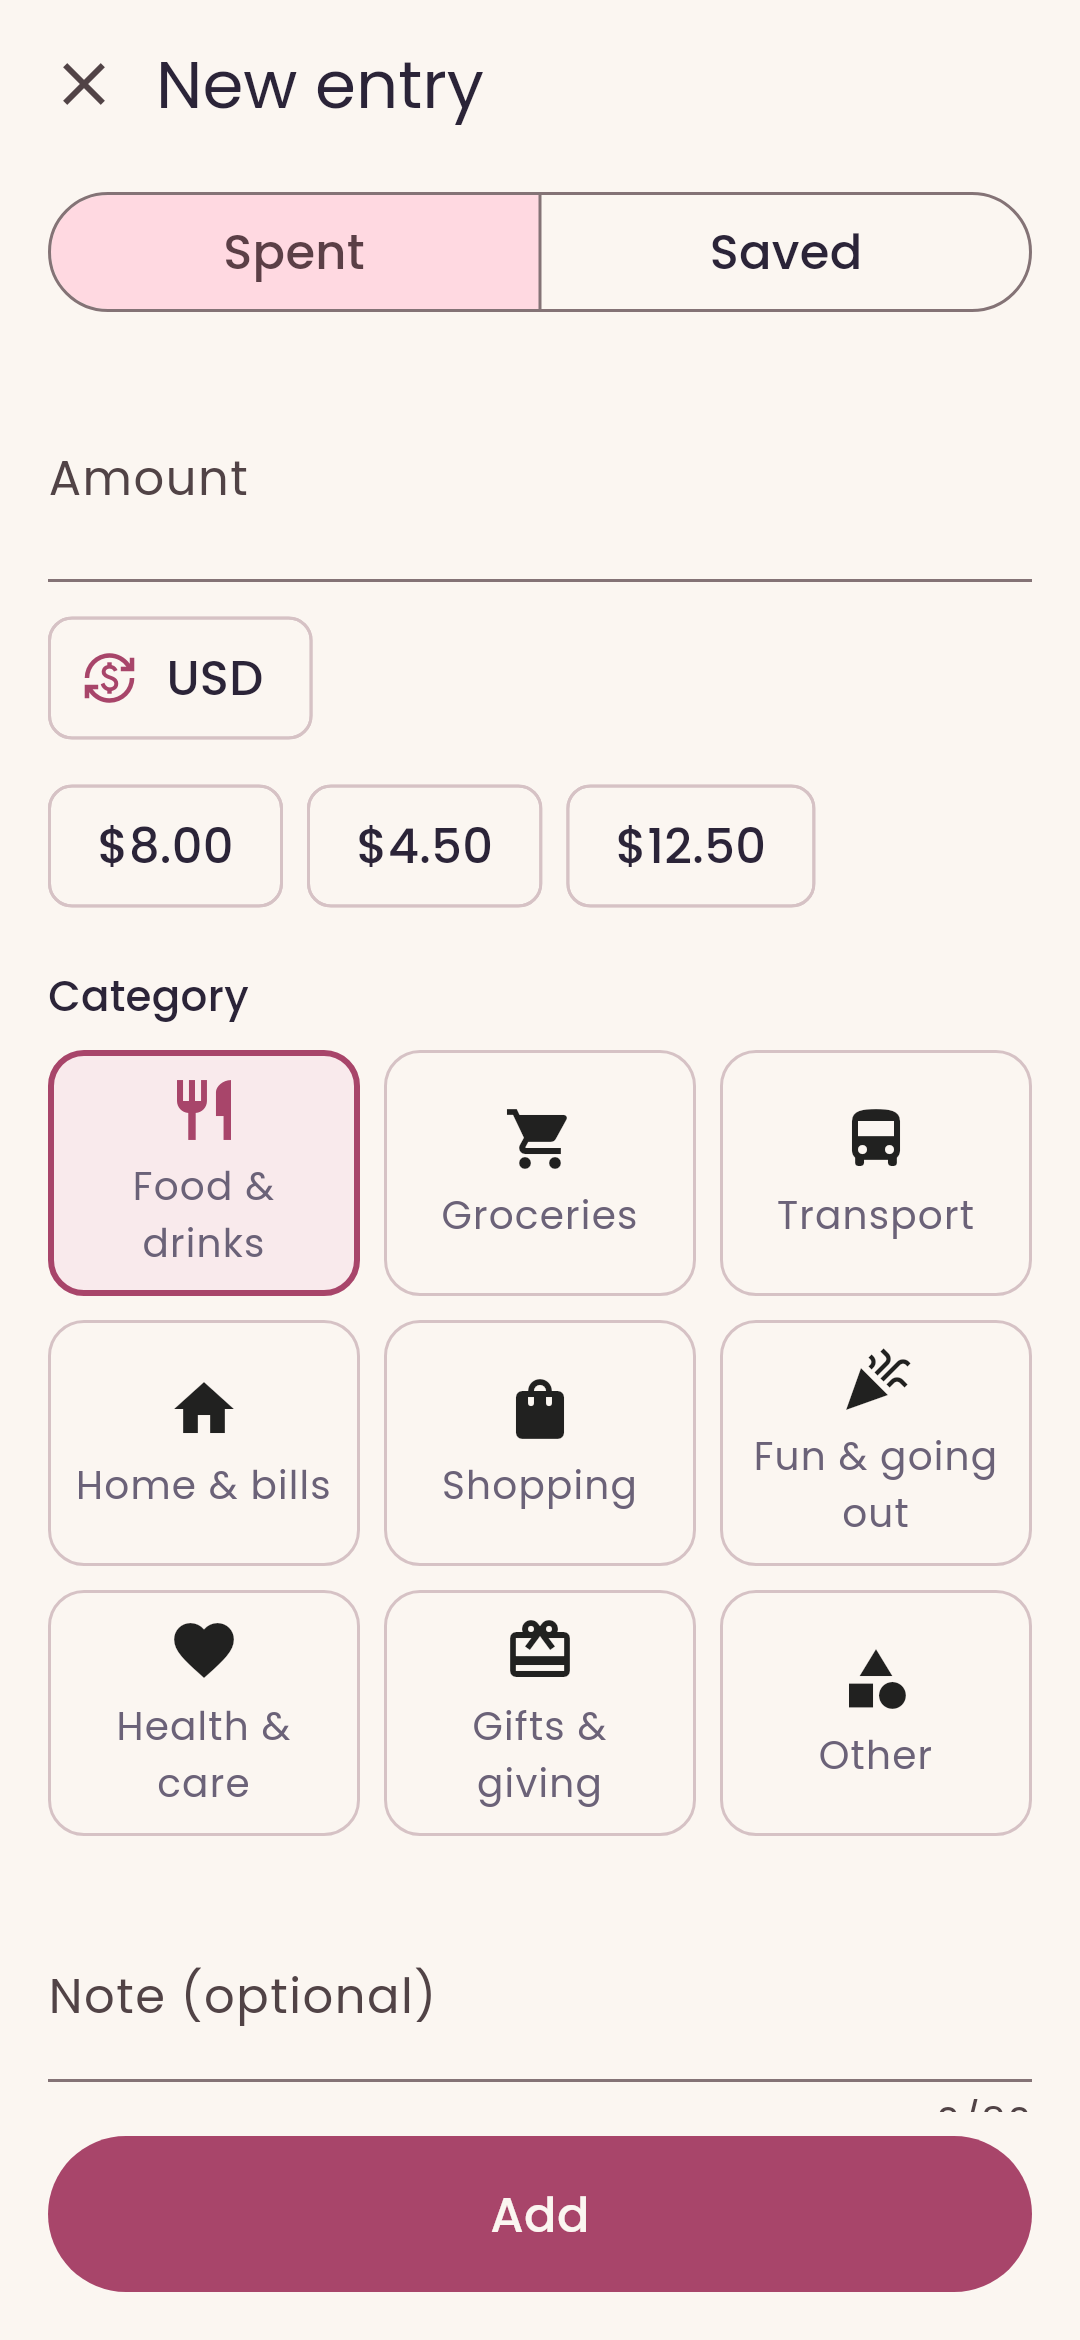 New entry
Spent
Saved
Amount
USD
$8.00
$4.50
$12.50
Category
Food &
drinks
Groceries
Transport
Home & bills
Shopping
Fun & going
out
Health &
care
Gifts &
giving
Other
Note (optional)
Add